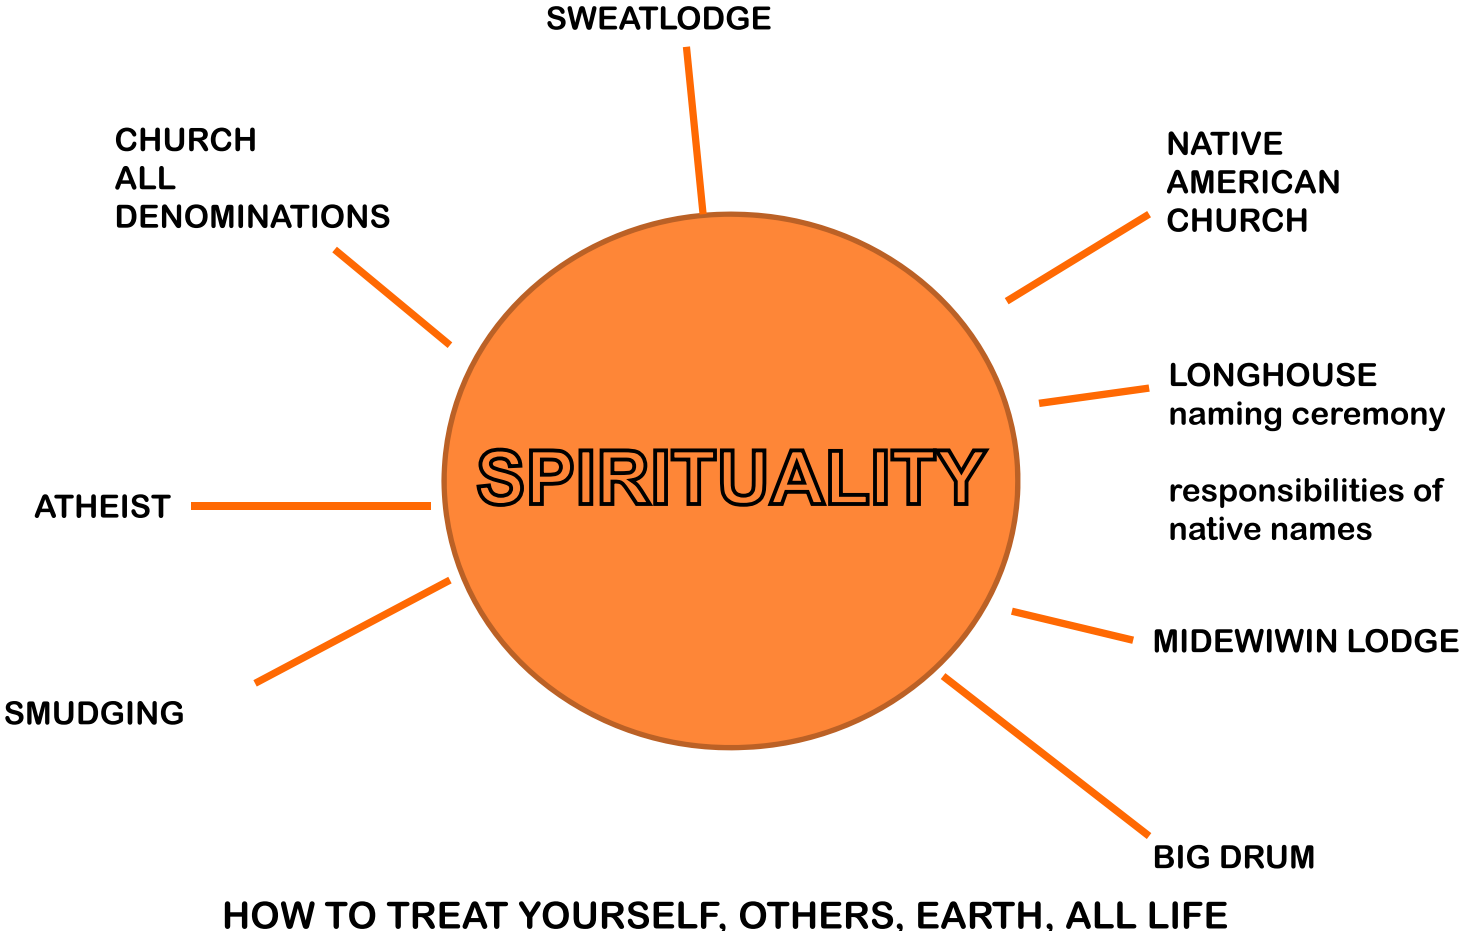 SWEATLODGE
CHURCH
ALL
DENOMINATIONS
NATIVE
AMERICAN
CHURCH
LONGHOUSE
naming ceremony
responsibilities of
native names
SPIRITUALITY
ATHEIST
MIDEWIWIN LODGE
SMUDGING
BIG DRUM
HOW TO TREAT YOURSELF, OTHERS, EARTH, ALL LIFE